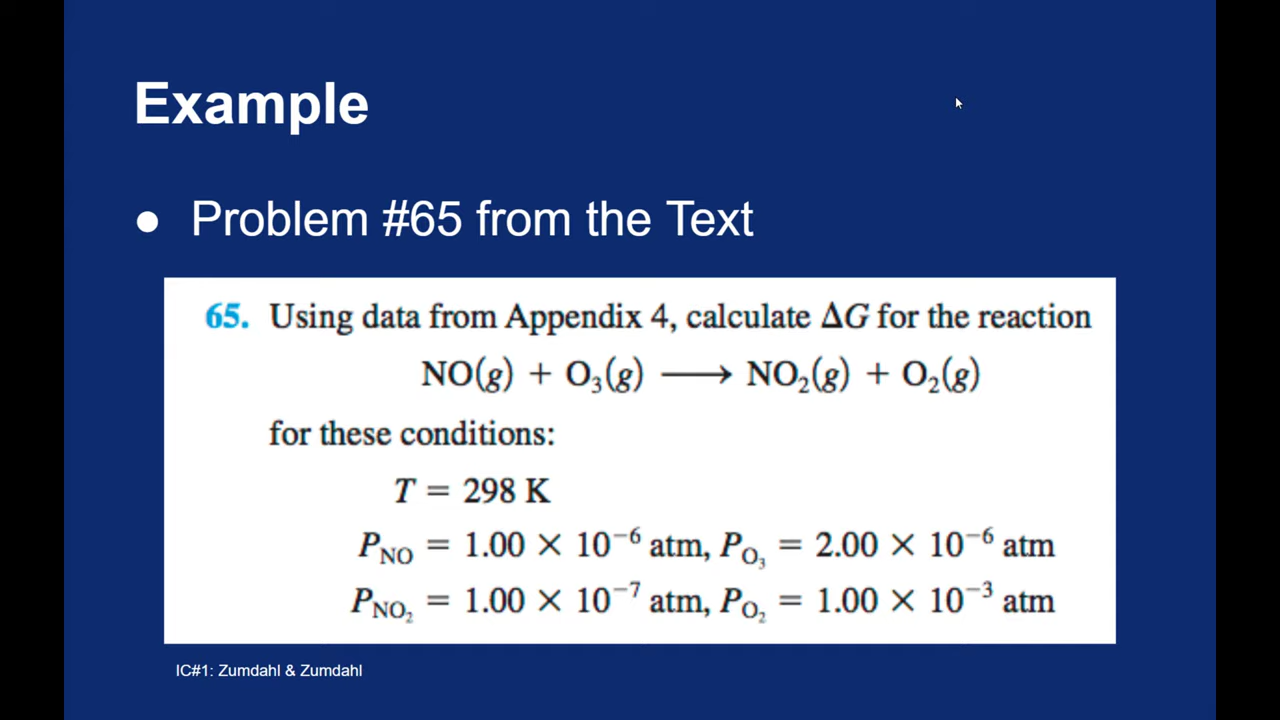 Example
● Problem #65 from the Text
65. Using data from Appendix 4, calculate ΔG for the reaction
NO(g) + O₃(g) ⟶ NO₂(g) + O₂(g)
for these conditions:
T = 298 K
P_NO = 1.00 × 10⁻⁶ atm, P_O₃ = 2.00 × 10⁻⁶ atm
P_NO₂ = 1.00 × 10⁻⁷ atm, P_O₂ = 1.00 × 10⁻³ atm
IC#1: Zumdahl & Zumdahl